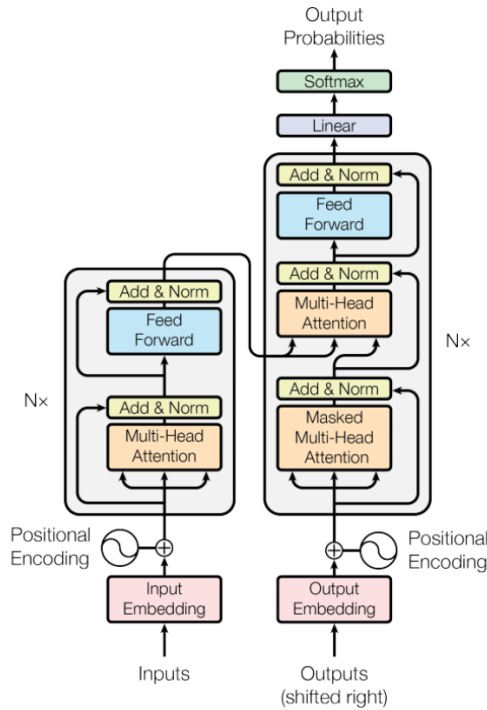 Output
Probabilities
Softmax
Linear
Add & Norm
Feed
Forward
Add & Norm
Multi-Head
Attention
Add & Norm
Masked
Multi-Head
Attention
N×
Add & Norm
Feed
Forward
Add & Norm
Multi-Head
Attention
N×
Positional
Encoding
Positional
Encoding
Input
Embedding
Output
Embedding
Inputs
Outputs
(shifted right)